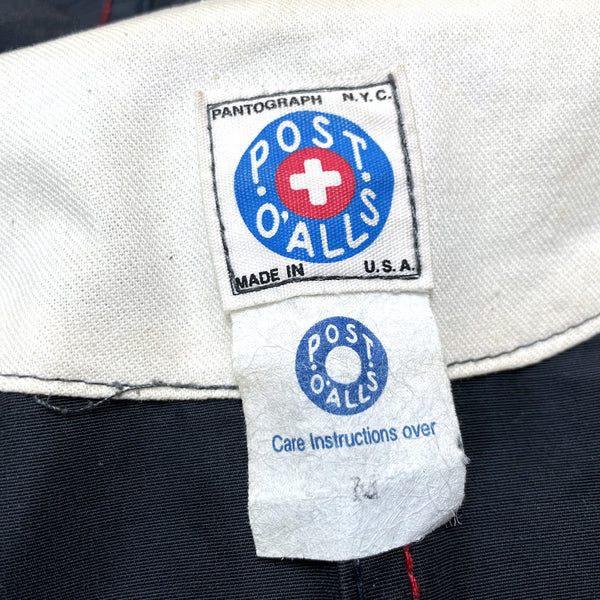 PANTOGRAPH N.Y.C.
POST
O'ALLS
MADE IN U.S.A.
POST
O'ALLS
Care Instructions over